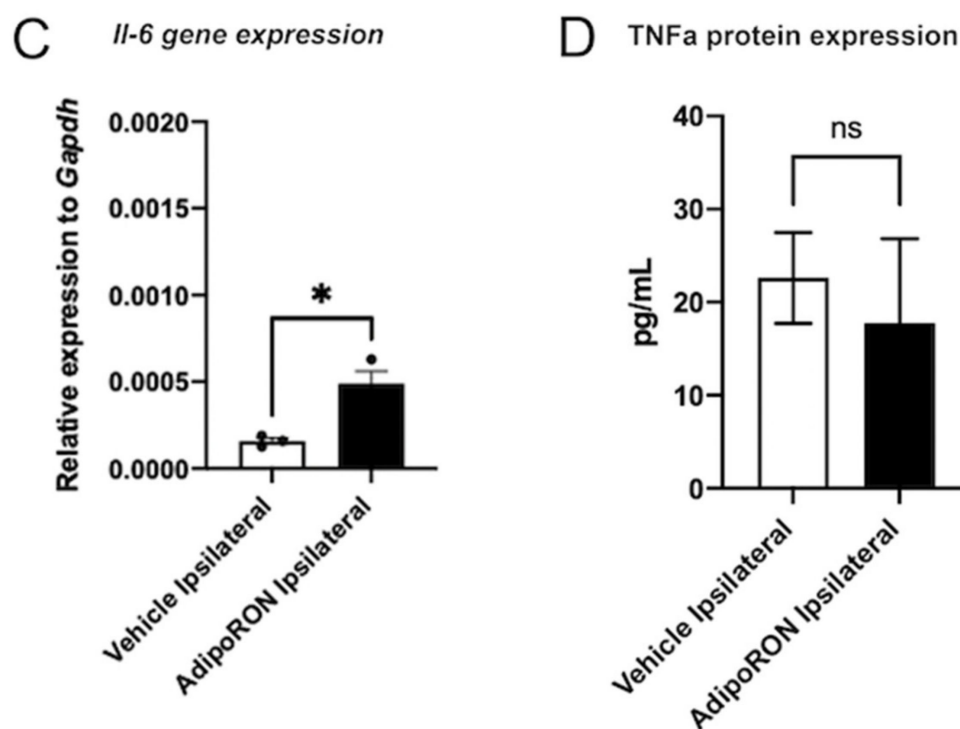 C Il-6 gene expression
Relative expression to Gapdh
0.0020
0.0015
0.0010
0.0005
0.0000
*
Vehicle Ipsilateral
AdipoRON Ipsilateral
D TNFa protein expression
pg/mL
40
30
20
10
0
ns
Vehicle Ipsilateral
AdipoRON Ipsilateral